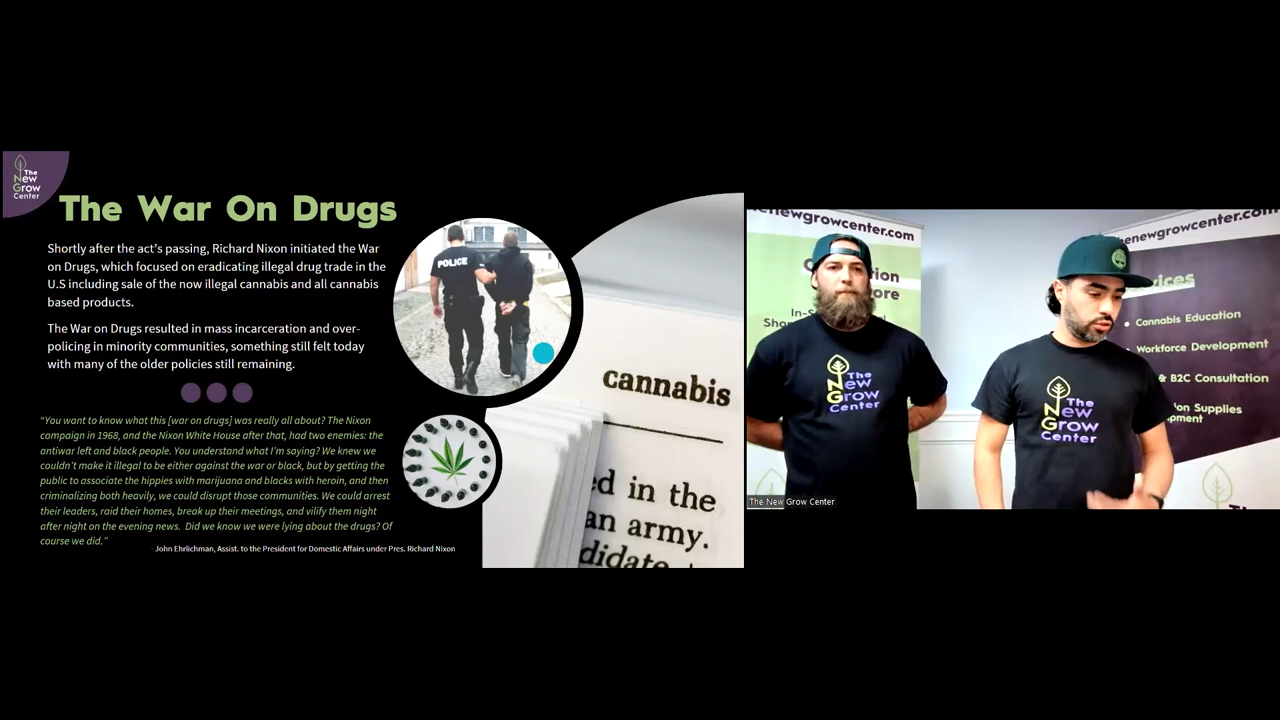 The
New
Grow
Center
The War On Drugs
Shortly after the act's passing, Richard Nixon initiated the War
on Drugs, which focused on eradicating illegal drug trade in the
U.S including sale of the now illegal cannabis and all cannabis
based products.
The War on Drugs resulted in mass incarceration and over-
policing in minority communities, something still felt today
with many of the older policies still remaining.
"You want to know what this [war on drugs] was really all about? The Nixon
campaign in 1968, and the Nixon White House after that, had two enemies: the
antiwar left and black people. You understand what I'm saying? We knew we
couldn't make it illegal to be either against the war or black, but by getting the
public to associate the hippies with marijuana and blacks with heroin, and then
criminalizing both heavily, we could disrupt those communities. We could arrest
their leaders, raid their homes, break up their meetings, and vilify them night
after night on the evening news. Did we know we were lying about the drugs? Of
course we did."
- John Ehrlichman, Assist. to the President for Domestic Affairs under Pres. Richard Nixon
POLICE
cannabis
ed in the
an army.
didate
newgrowcenter.com
tion
ore
In-S
Shop
The
New
Grow
Center
The New Grow Center
enewgrowcenter.com
vices
• Cannabis Education
• Workforce Development
& B2C Consultation
on Supplies
pment
The
New
Grow
Center
Th